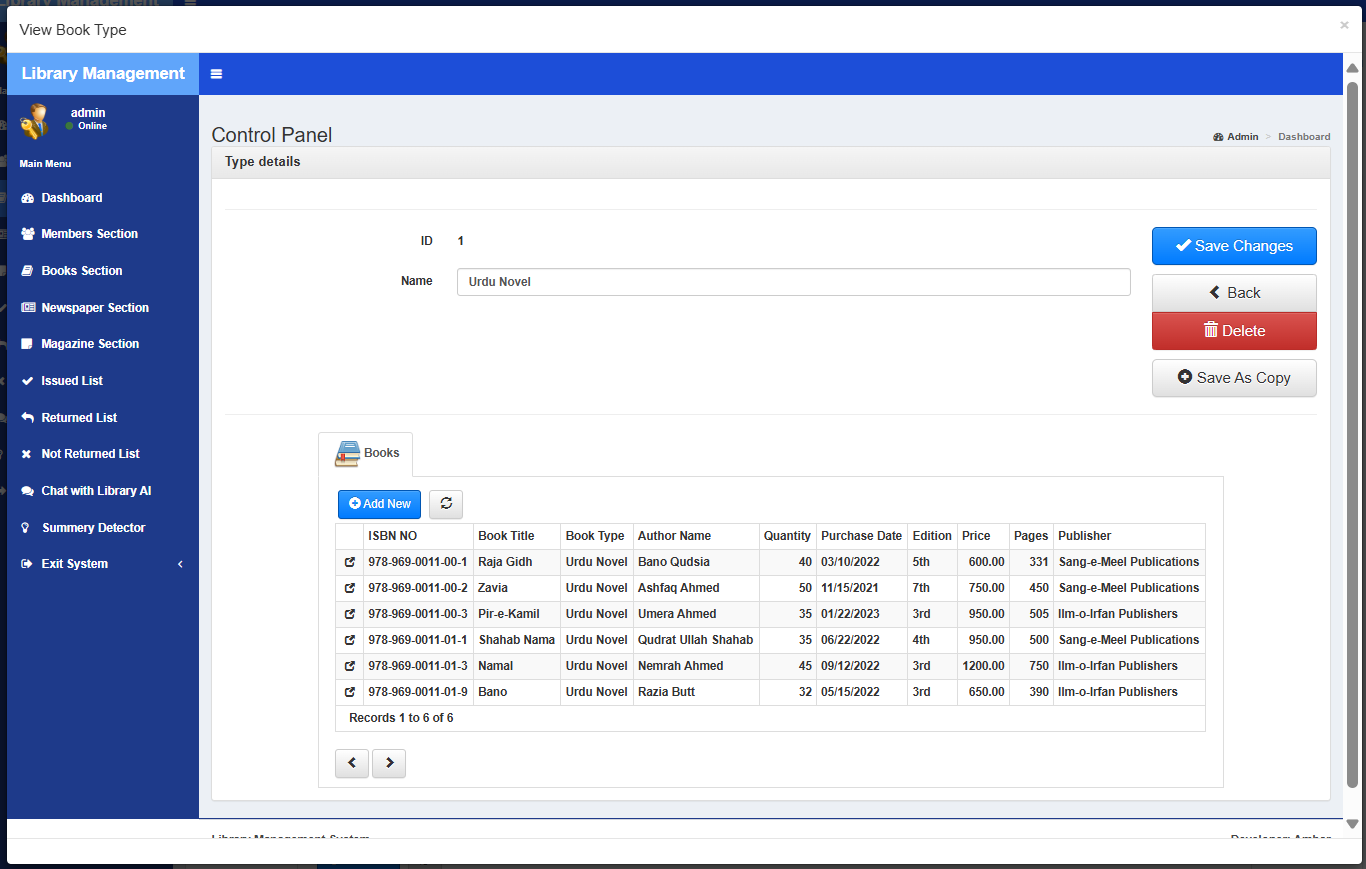 View Book Type
×
Library Management
admin
Online
Main Menu
Dashboard
Members Section
Books Section
Newspaper Section
Magazine Section
Issued List
Returned List
Not Returned List
Chat with Library AI
Summery Detector
Exit System
Control Panel
Admin > Dashboard
Type details
ID 1
Name Urdu Novel
Save Changes
Back
Delete
Save As Copy
Books
Add New
ISBN NO Book Title Book Type Author Name Quantity Purchase Date Edition Price Pages Publisher
978-969-0011-00-1 Raja Gidh Urdu Novel Bano Qudsia 40 03/10/2022 5th 600.00 331 Sang-e-Meel Publications
978-969-0011-00-2 Zavia Urdu Novel Ashfaq Ahmed 50 11/15/2021 7th 750.00 450 Sang-e-Meel Publications
978-969-0011-00-3 Pir-e-Kamil Urdu Novel Umera Ahmed 35 01/22/2023 3rd 950.00 505 Ilm-o-Irfan Publishers
978-969-0011-01-1 Shahab Nama Urdu Novel Qudrat Ullah Shahab 35 06/22/2022 4th 950.00 500 Sang-e-Meel Publications
978-969-0011-01-3 Namal Urdu Novel Nemrah Ahmed 45 09/12/2022 3rd 1200.00 750 Ilm-o-Irfan Publishers
978-969-0011-01-9 Bano Urdu Novel Razia Butt 32 05/15/2022 3rd 650.00 390 Ilm-o-Irfan Publishers
Records 1 to 6 of 6
Library Management System